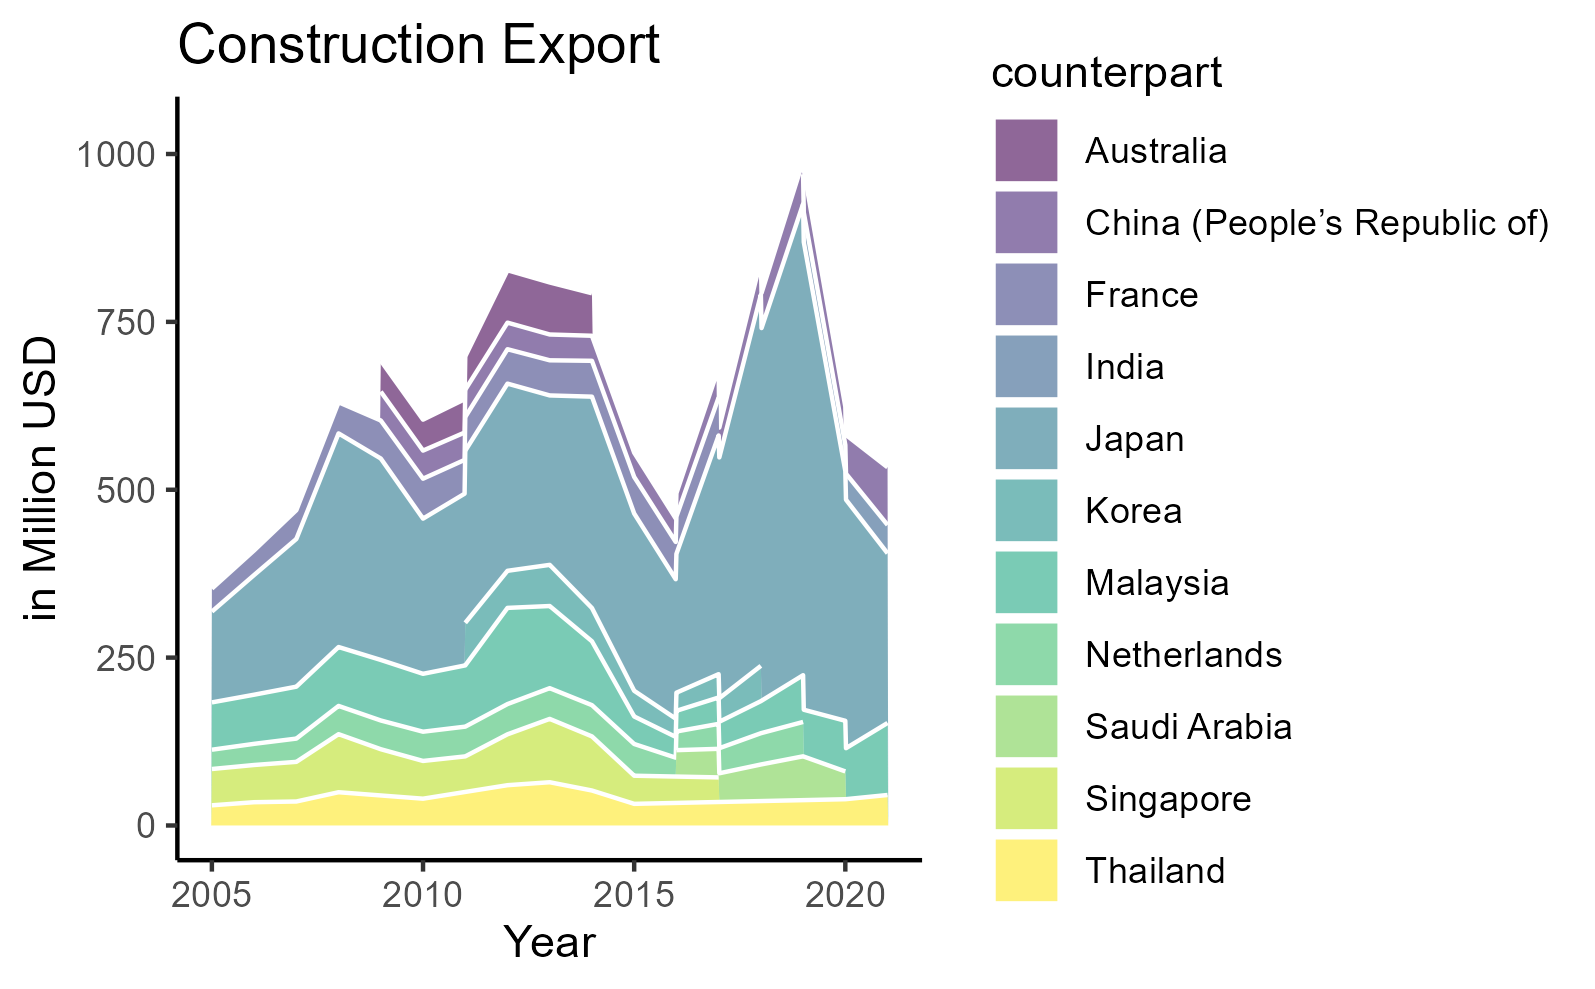 Construction Export
in Million USD
1000
750
500
250
0
2005
2010
2015
2020
Year
counterpart
Australia
China (People’s Republic of)
France
India
Japan
Korea
Malaysia
Netherlands
Saudi Arabia
Singapore
Thailand